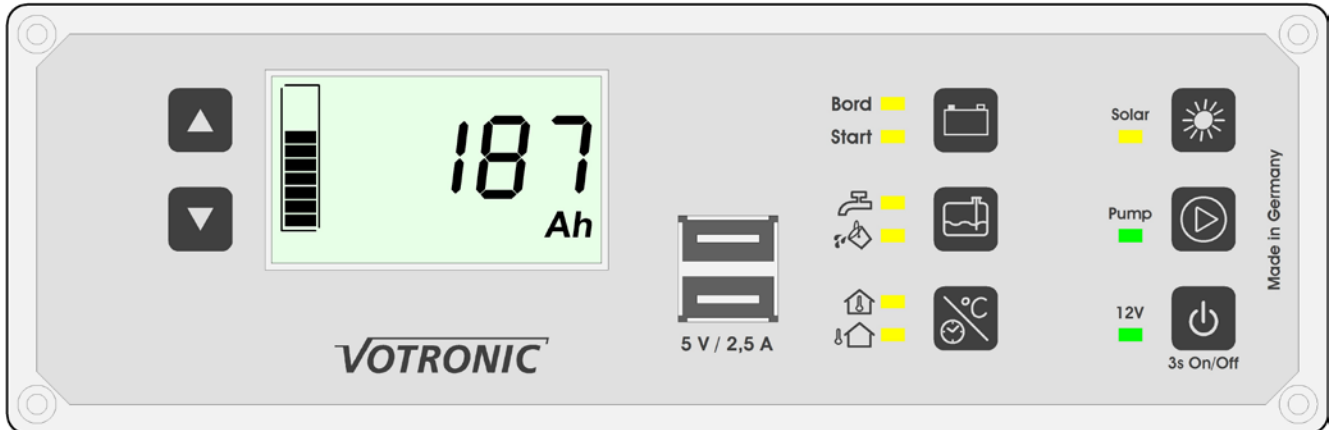 187
Ah
VOTRONIC
5 V / 2,5 A
Bord
Start
°C
Solar
Pump
12V
3s On/Off
Made in Germany